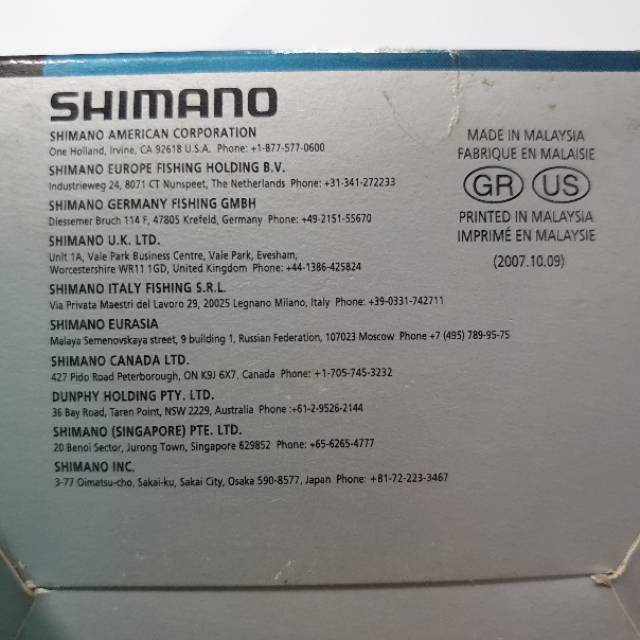 SHIMANO
SHIMANO AMERICAN CORPORATION
One Holland, Irvine, CA 92618 U.S.A. Phone: +1-877-577-0600
SHIMANO EUROPE FISHING HOLDING B.V.
Industrieweg 24, 8071 CT Nunspeet, The Netherlands Phone: +31-341-272233
SHIMANO GERMANY FISHING GMBH
Diessemer Bruch 114 F, 47805 Krefeld, Germany Phone: +49-2151-55670
SHIMANO U.K. LTD.
Unit 1A, Vale Park Business Centre, Vale Park, Evesham,
Worcestershire WR11 1GD, United Kingdom Phone: +44-1386-425824
SHIMANO ITALY FISHING S.R.L.
Via Privata Maestri del Lavoro 29, 20025 Legnano Milano, Italy Phone: +39-0331-742711
SHIMANO EURASIA
Malaya Semenovskaya street, 9 building 1, Russian Federation, 107023 Moscow Phone +7 (495) 789-95-75
SHIMANO CANADA LTD.
427 Pido Road Peterborough, ON K9J 6X7, Canada Phone: +1-705-745-3232
DUNPHY HOLDING PTY. LTD.
36 Bay Road, Taren Point, NSW 2229, Australia Phone :+61-2-9526-2144
SHIMANO (SINGAPORE) PTE. LTD.
20 Benoi Sector, Jurong Town, Singapore 629852 Phone: +65-6265-4777
SHIMANO INC.
3-77 Oimatsu-cho, Sakai-ku, Sakai City, Osaka 590-8577, Japan Phone: +81-72-223-3467
MADE IN MALAYSIA
FABRIQUE EN MALAISIE
GR US
PRINTED IN MALAYSIA
IMPRIMÉ EN MALAYSIE
(2007.10.09)